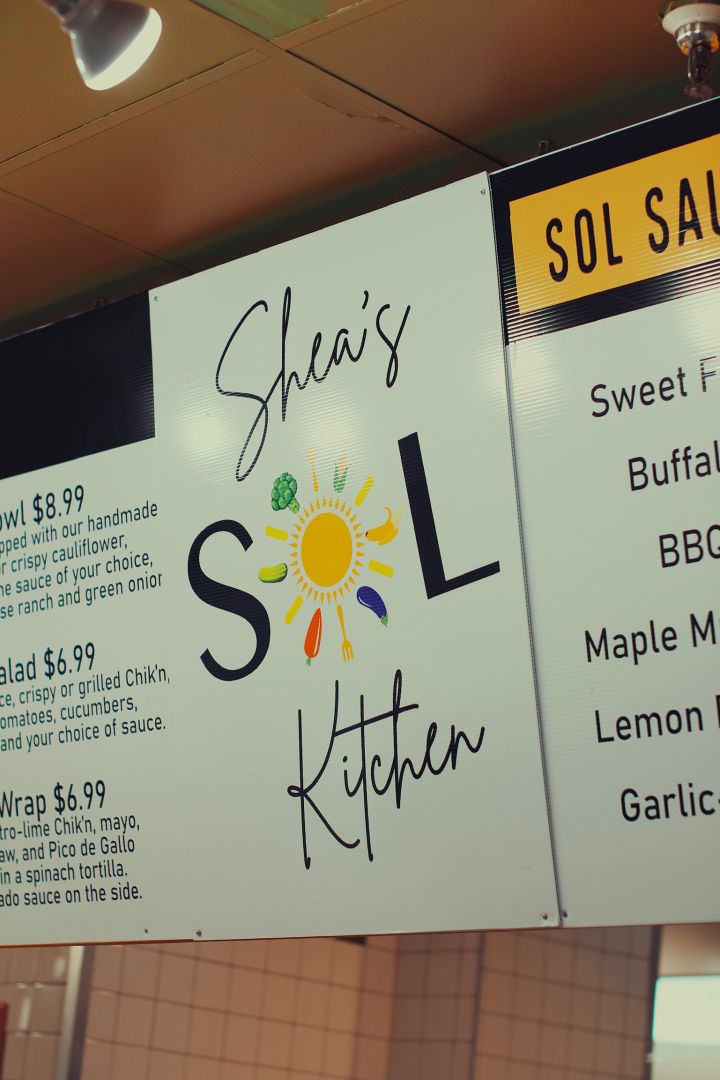 owl $8.99
pped with our handmade
or crispy cauliflower,
he sauce of your choice,
se ranch and green onion
alad $6.99
ce, crispy or grilled Chik'n,
omatoes, cucumbers,
and your choice of sauce.
Wrap $6.99
tro-lime Chik'n, mayo,
aw, and Pico de Gallo
in a spinach tortilla.
ado sauce on the side.
Shea's
SOL
Kitchen
SOL SAU
Sweet F
Buffal
BBQ
Maple M
Lemon
Garlic-